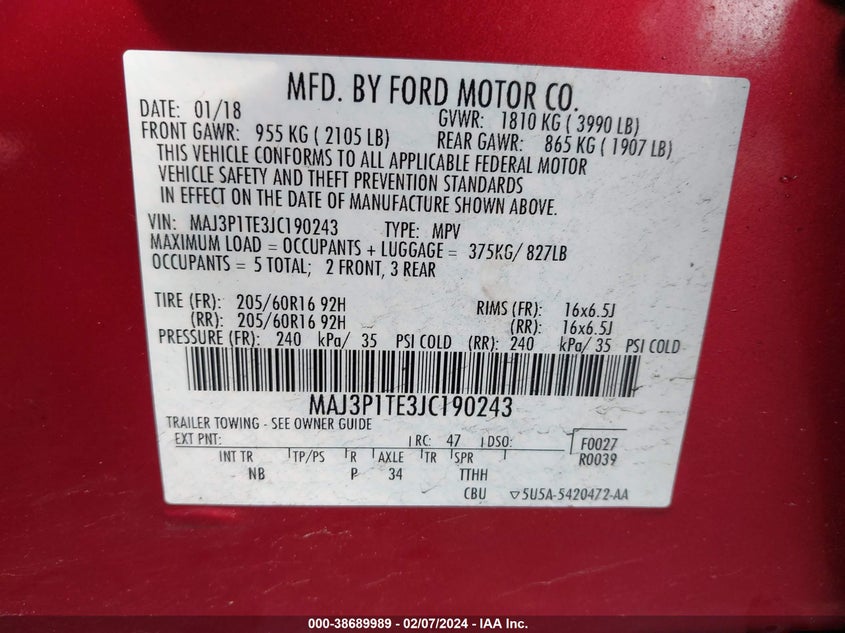 MFD. BY FORD MOTOR CO.
DATE: 01/18 GVWR: 1810 KG ( 3990 LB)
FRONT GAWR: 955 KG ( 2105 LB) REAR GAWR: 865 KG ( 1907 LB)
THIS VEHICLE CONFORMS TO ALL APPLICABLE FEDERAL MOTOR
VEHICLE SAFETY AND THEFT PREVENTION STANDARDS
IN EFFECT ON THE DATE OF MANUFACTURE SHOWN ABOVE.
VIN: MAJ3P1TE3JC190243 TYPE: MPV
MAXIMUM LOAD = OCCUPANTS + LUGGAGE = 375KG/ 827LB
OCCUPANTS = 5 TOTAL; 2 FRONT, 3 REAR
TIRE (FR): 205/60R16 92H RIMS (FR): 16x6.5J
(RR): 205/60R16 92H (RR): 16x6.5J
PRESSURE (FR): 240 kPa/ 35 PSI COLD (RR): 240 kPa/ 35 PSI COLD
MAJ3P1TE3JC190243
TRAILER TOWING - SEE OWNER GUIDE
EXT PNT: RC: 47 DSO: F0027
INT TR TP/PS R AXLE TR SPR R0039
NB P 34 TTHH
CBU 5U5A-5420472-AA
000-38689989 - 02/07/2024 - IAA Inc.